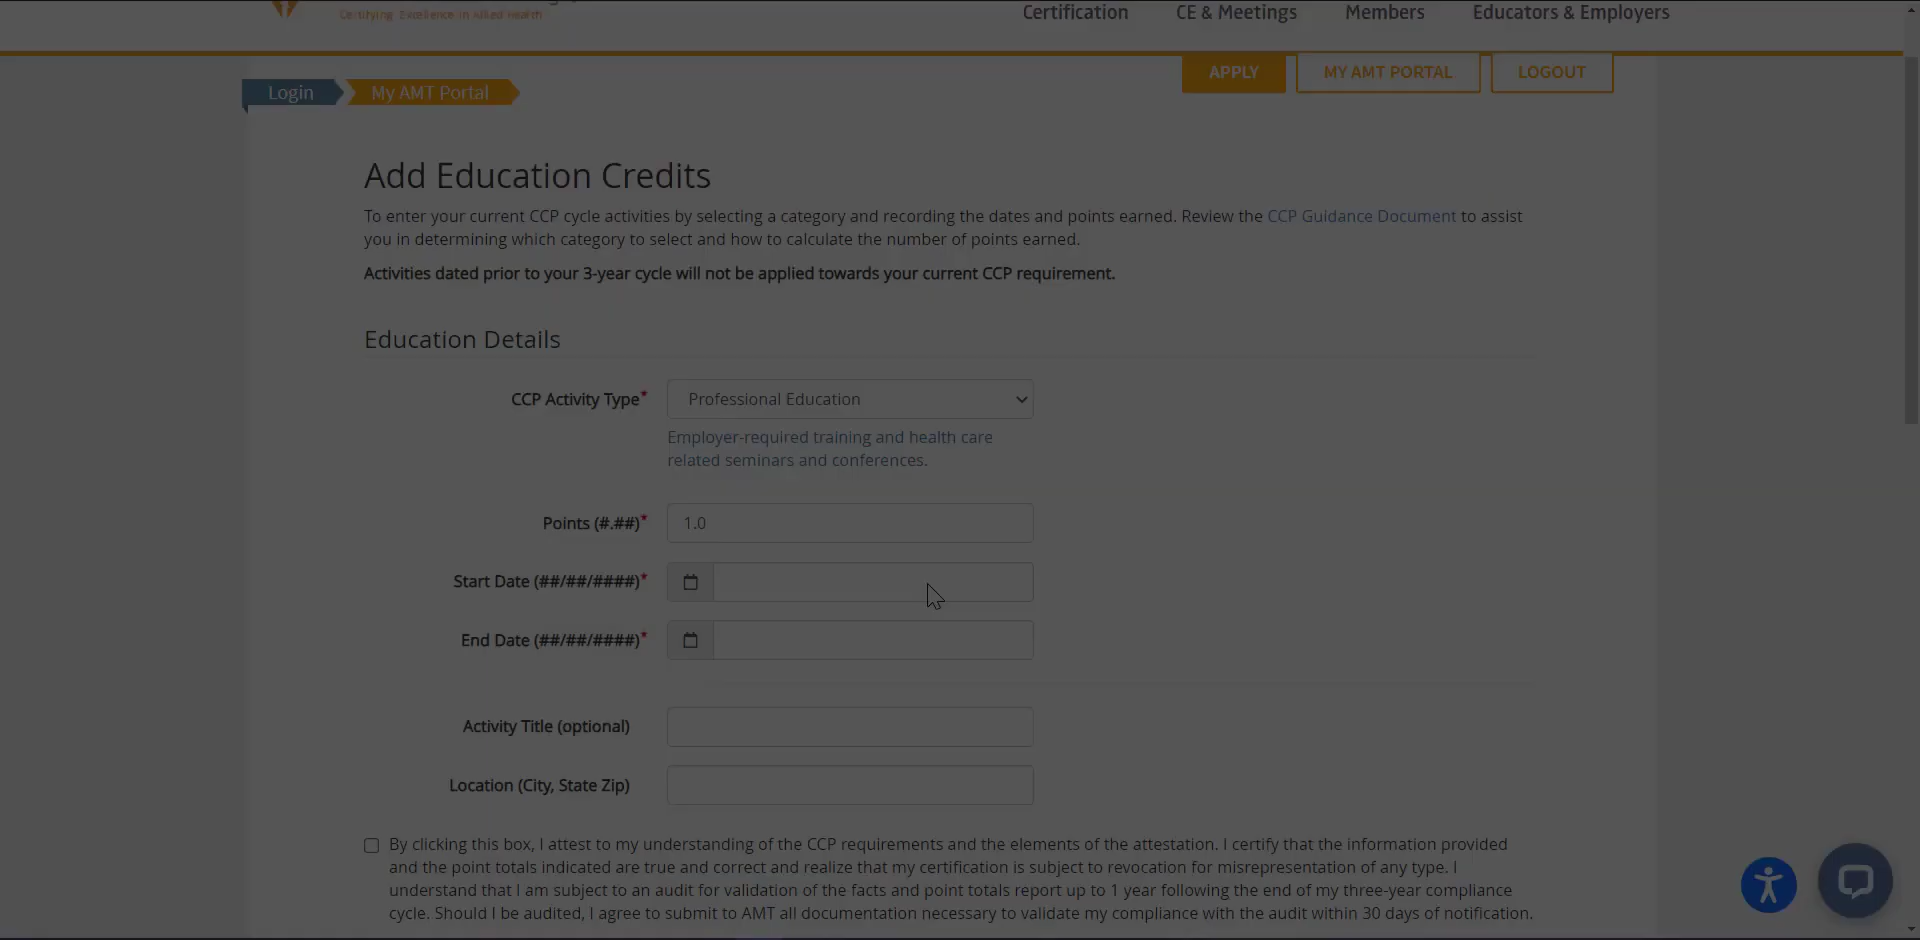 Certifying Excellence in Allied Health
Certification CE & Meetings Members Educators & Employers
APPLY MY AMT PORTAL LOGOUT
Login My AMT Portal
Add Education Credits
To enter your current CCP cycle activities by selecting a category and recording the dates and points earned. Review the CCP Guidance Document to assist
you in determining which category to select and how to calculate the number of points earned.
Activities dated prior to your 3-year cycle will not be applied towards your current CCP requirement.
Education Details
CCP Activity Type* Professional Education
Employer-required training and health care
related seminars and conferences.
Points (#.##)* 1.0
Start Date (##/##/####)*
End Date (##/##/####)*
Activity Title (optional)
Location (City, State Zip)
By clicking this box, I attest to my understanding of the CCP requirements and the elements of the attestation. I certify that the information provided
and the point totals indicated are true and correct and realize that my certification is subject to revocation for misrepresentation of any type. I
understand that I am subject to an audit for validation of the facts and point totals report up to 1 year following the end of my three-year compliance
cycle. Should I be audited, I agree to submit to AMT all documentation necessary to validate my compliance with the audit within 30 days of notification.